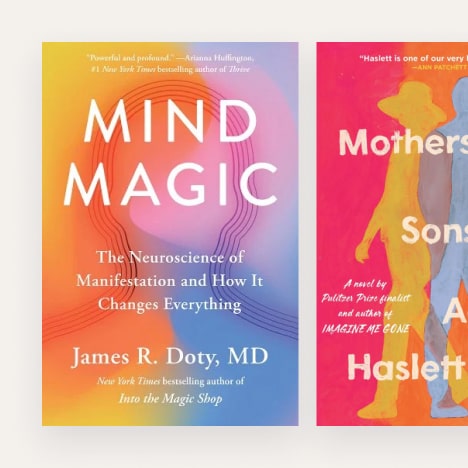 "Powerful and profound." —Arianna Huffington,
#1 New York Times bestselling author of Thrive
MIND
MAGIC
The Neuroscience of
Manifestation and How It
Changes Everything
James R. Doty, MD
New York Times bestselling author of
Into the Magic Shop
"Haslett is one of our very
—ANN PATCHETT
Mothers
Sons
A novel by
Pulitzer Prize finalist
and author of
IMAGINE ME GONE
A
Haslett